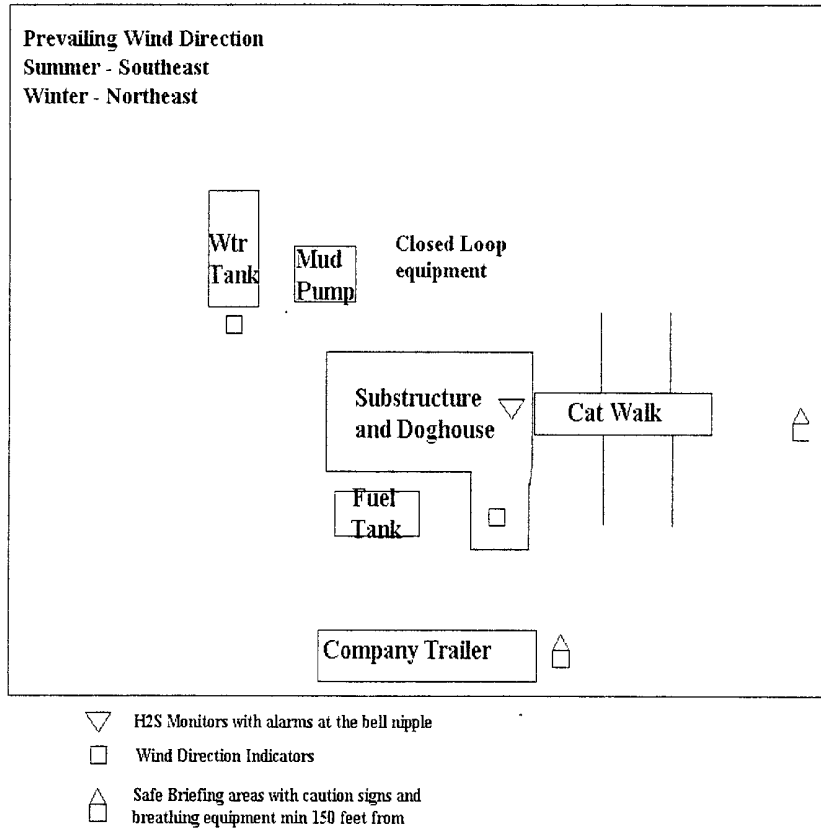 Prevailing Wind Direction
Summer - Southeast
Winter - Northeast
Wtr
Tank
Mud
Pump
Closed Loop
equipment
Substructure
and Doghouse
Cat Walk
Fuel
Tank
Company Trailer
H2S Monitors with alarms at the bell nipple
Wind Direction Indicators
Safe Briefing areas with caution signs and
breathing equipment min 150 feet from